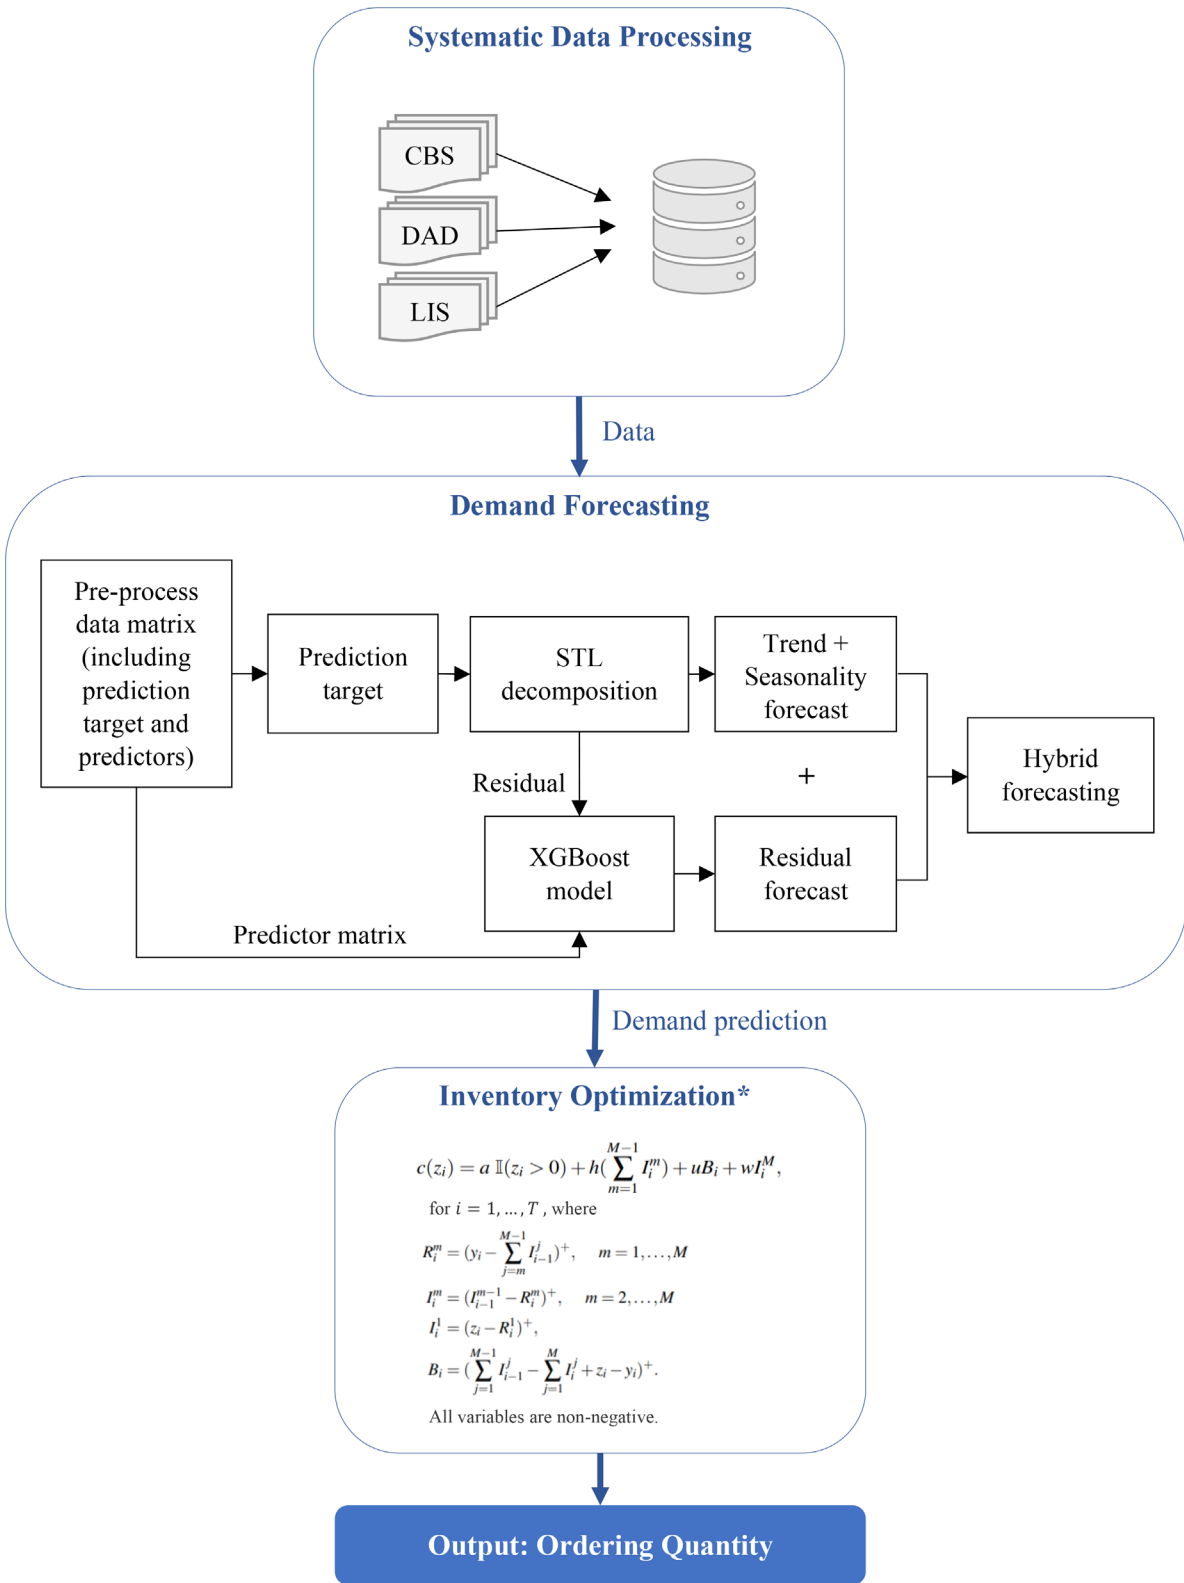 Systematic Data Processing
CBS
DAD
LIS
Data
Demand Forecasting
Pre-process
data matrix
(including
prediction
target and
predictors)
Prediction
target
STL
decomposition
Trend +
Seasonality
forecast
Residual
+
Hybrid
forecasting
XGBoost
model
Residual
forecast
Predictor matrix
Demand prediction
Inventory Optimization*
c(z_i) = a 𝕀(z_i > 0) + h(∑_{m=1}^{M−1} I_i^m) + uB_i + wI_i^M,
for i = 1, ..., T , where
R_i^m = (y_i − ∑_{j=m}^{M−1} I_{i−1}^j)^+, m = 1,...,M
I_i^m = (I_{i−1}^{m−1} − R_i^m)^+, m = 2,...,M
I_i^1 = (z_i − R_i^1)^+,
B_i = (∑_{j=1}^{M−1} I_{i−1}^j − ∑_{j=1}^{M} I_i^j + z_i − y_i)^+.
All variables are non-negative.
Output: Ordering Quantity